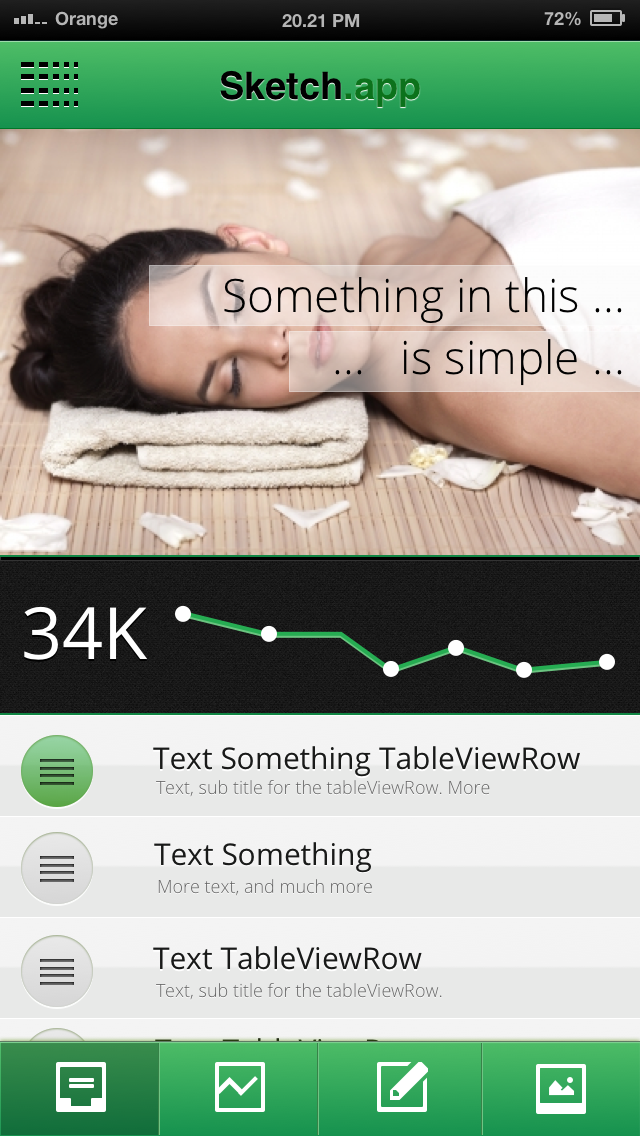 Orange 20.21 PM 72%
Sketch.app
Something in this ...
... is simple ...
34K
Text Something TableViewRow
Text, sub title for the tableViewRow. More
Text Something
More text, and much more
Text TableViewRow
Text, sub title for the tableViewRow.